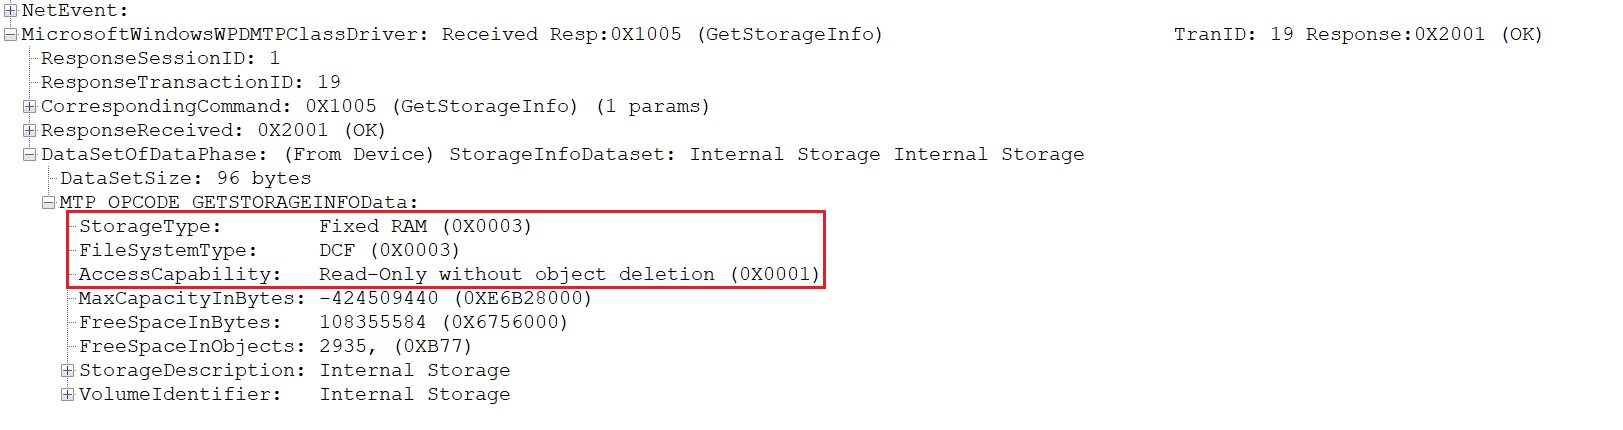 NetEvent:
MicrosoftWindowsWPDMTPClassDriver: Received Resp:0X1005 (GetStorageInfo) TranID: 19 Response:0X2001 (OK)
ResponseSessionID: 1
ResponseTransactionID: 19
CorrespondingCommand: 0X1005 (GetStorageInfo) (1 params)
ResponseReceived: 0X2001 (OK)
DataSetOfDataPhase: (From Device) StorageInfoDataset: Internal Storage Internal Storage
DataSetSize: 96 bytes
MTP_OPCODE_GETSTORAGEINFOData:
StorageType: Fixed RAM (0X0003)
FileSystemType: DCF (0X0003)
AccessCapability: Read-Only without object deletion (0X0001)
MaxCapacityInBytes: -424509440 (0XE6B28000)
FreeSpaceInBytes: 108355584 (0X6756000)
FreeSpaceInObjects: 2935, (0XB77)
StorageDescription: Internal Storage
VolumeIdentifier: Internal Storage